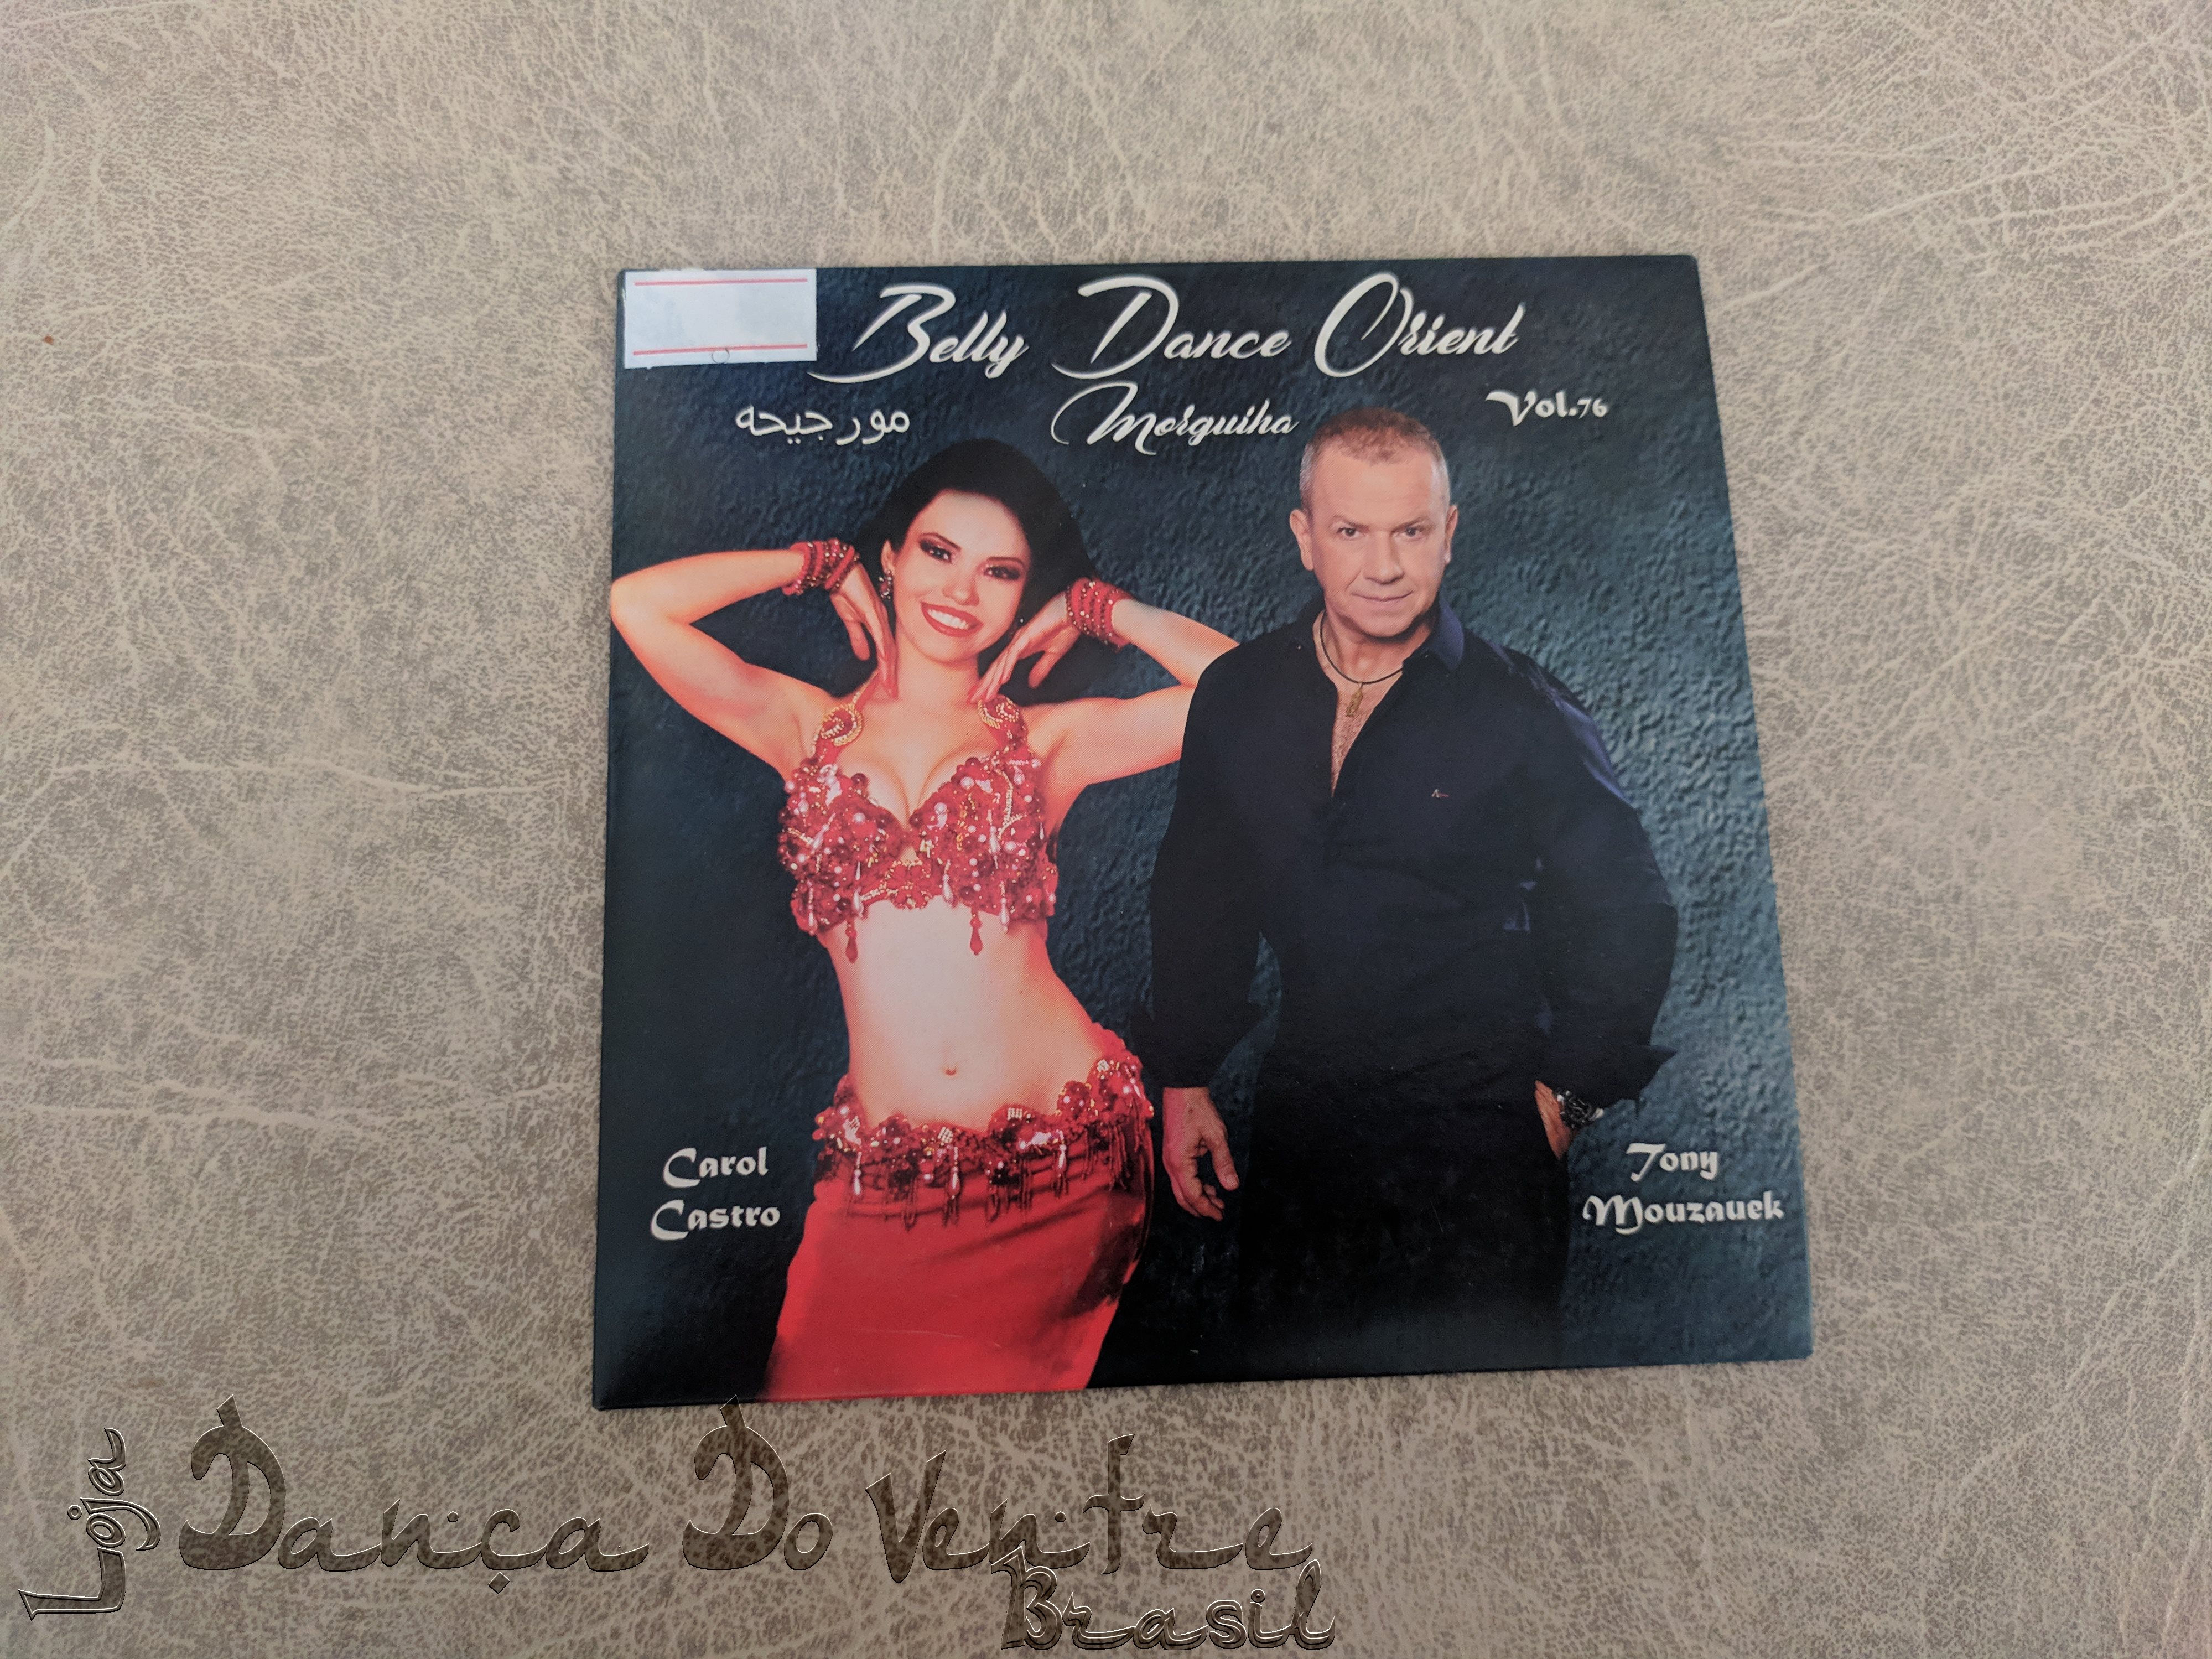 Belly Dance Orient
مورجيحه Morguiha Vol.76
Carol
Castro
Tony
Mouzauek
Loja Dança Do Ventre
Brasil